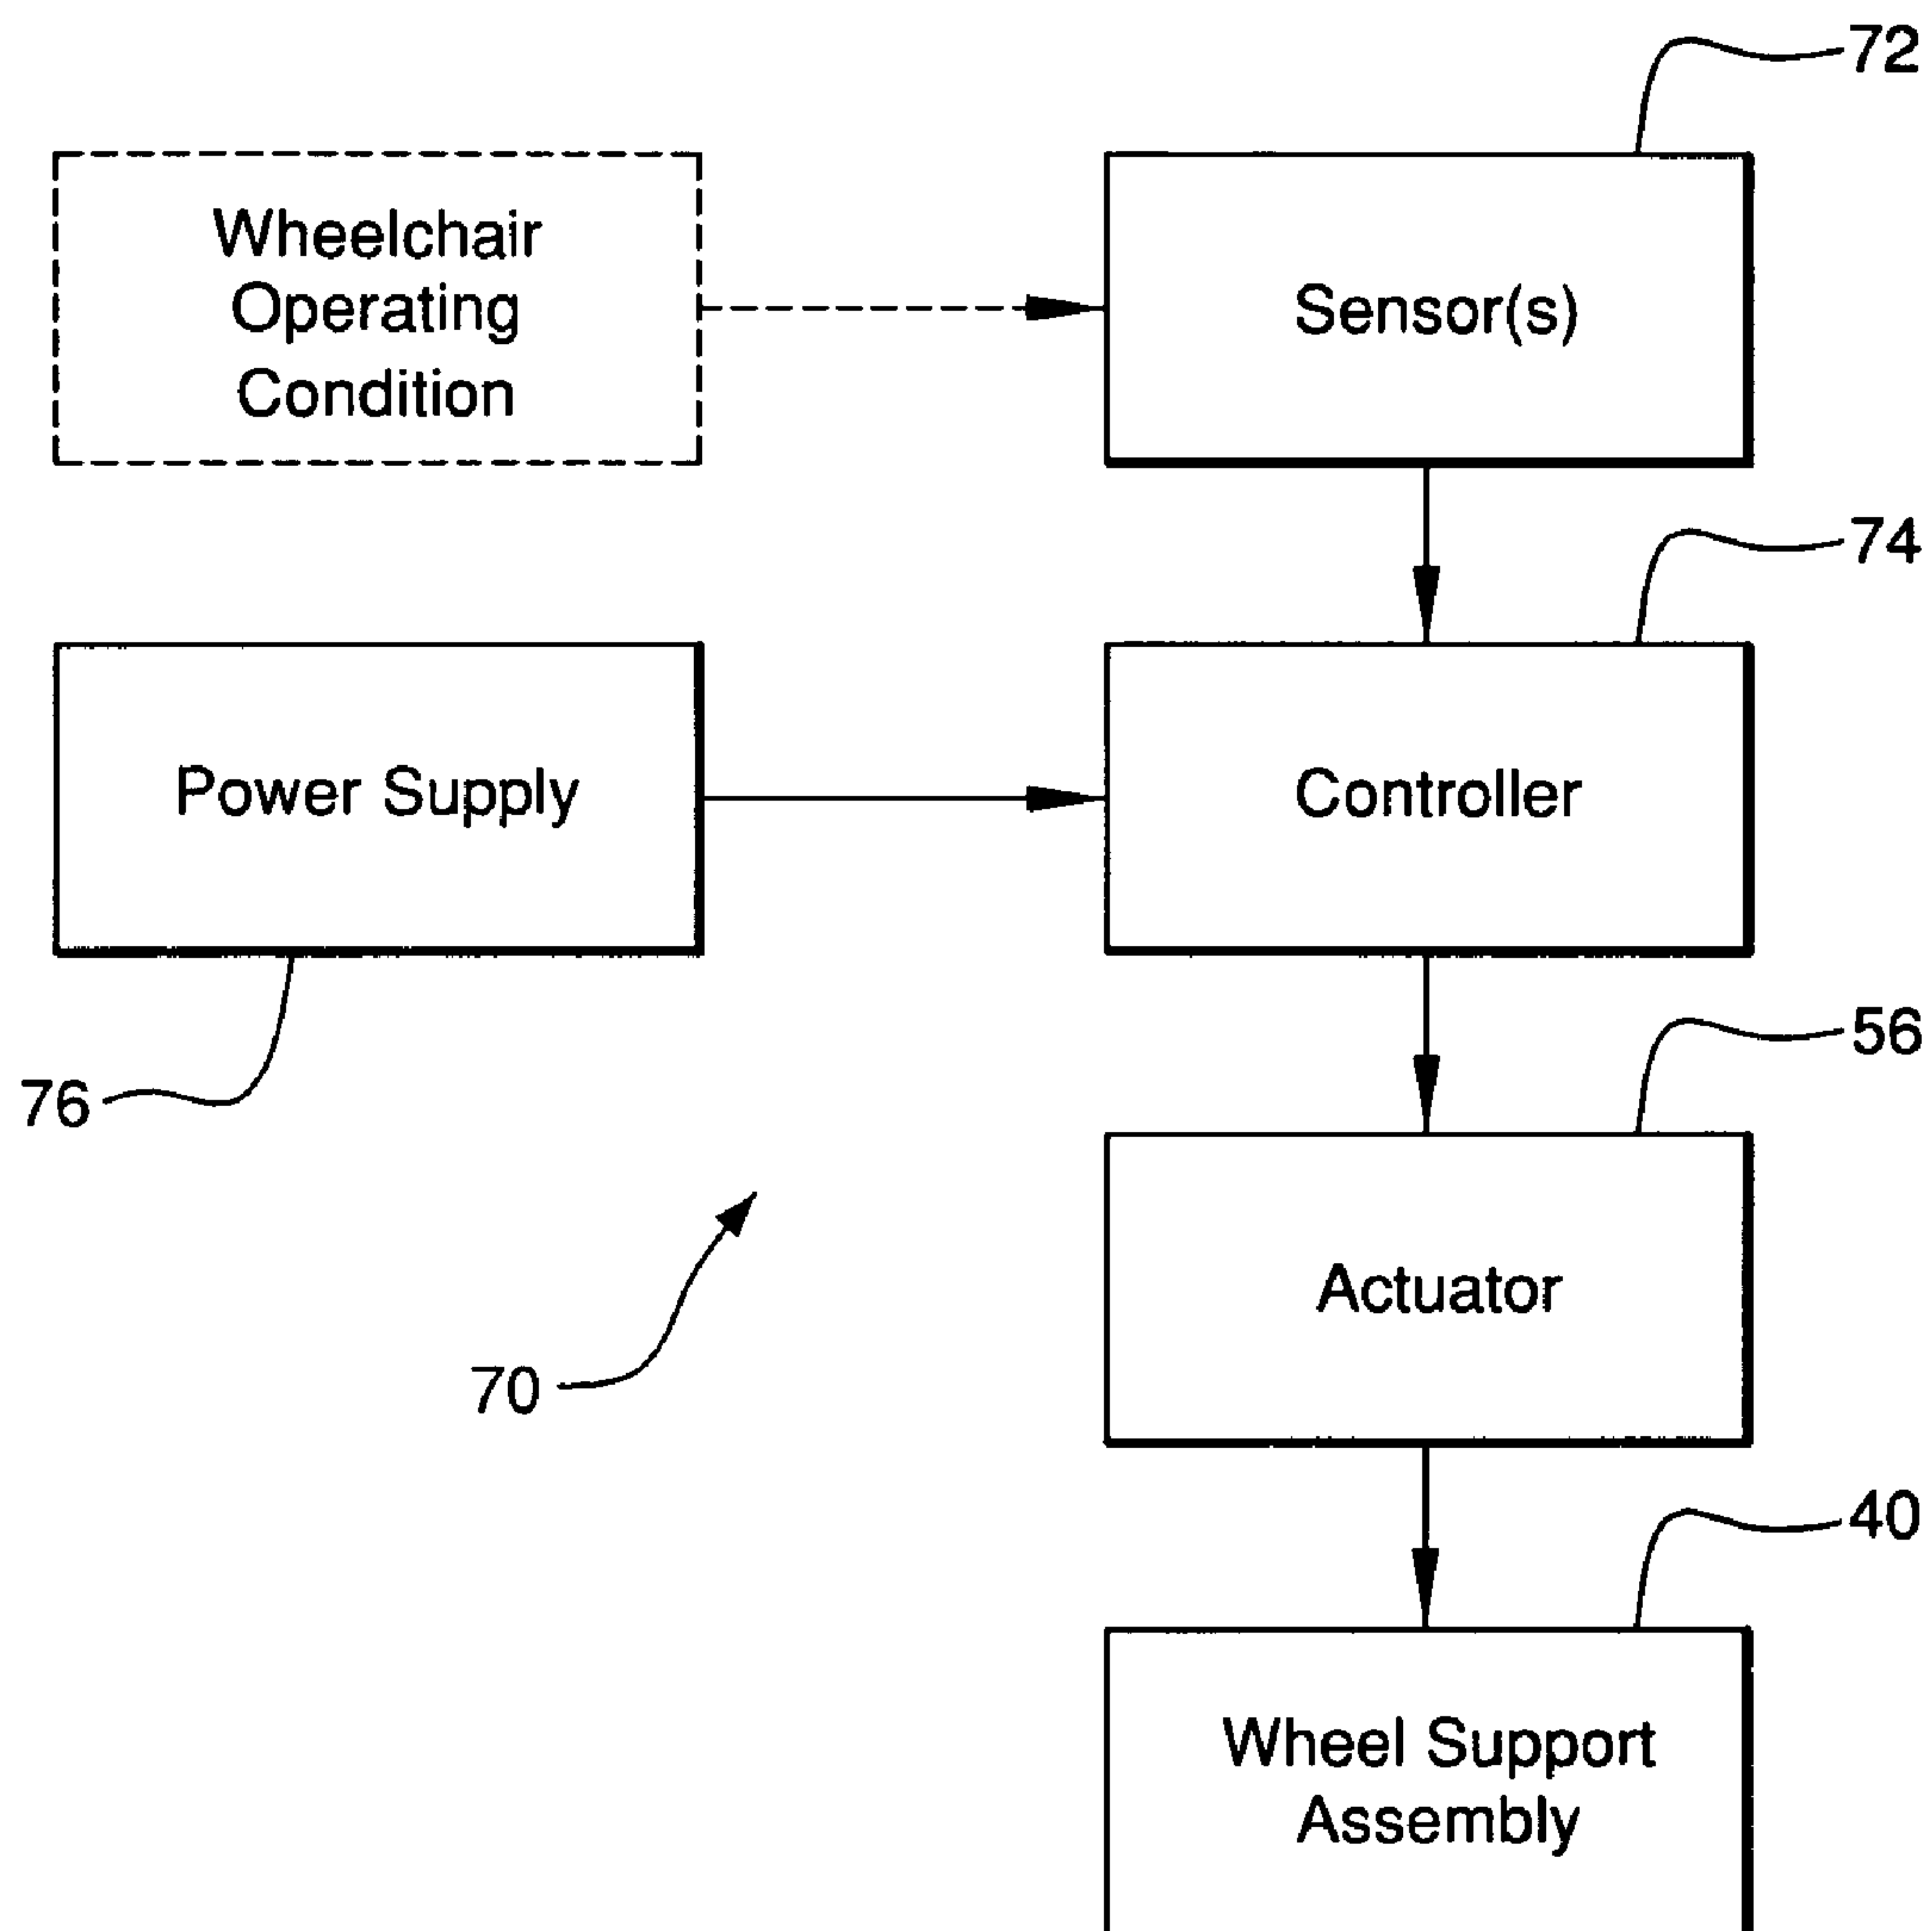 72
Wheelchair
Operating
Condition
Sensor(s)
74
Power Supply
Controller
56
76
Actuator
70
40
Wheel Support
Assembly